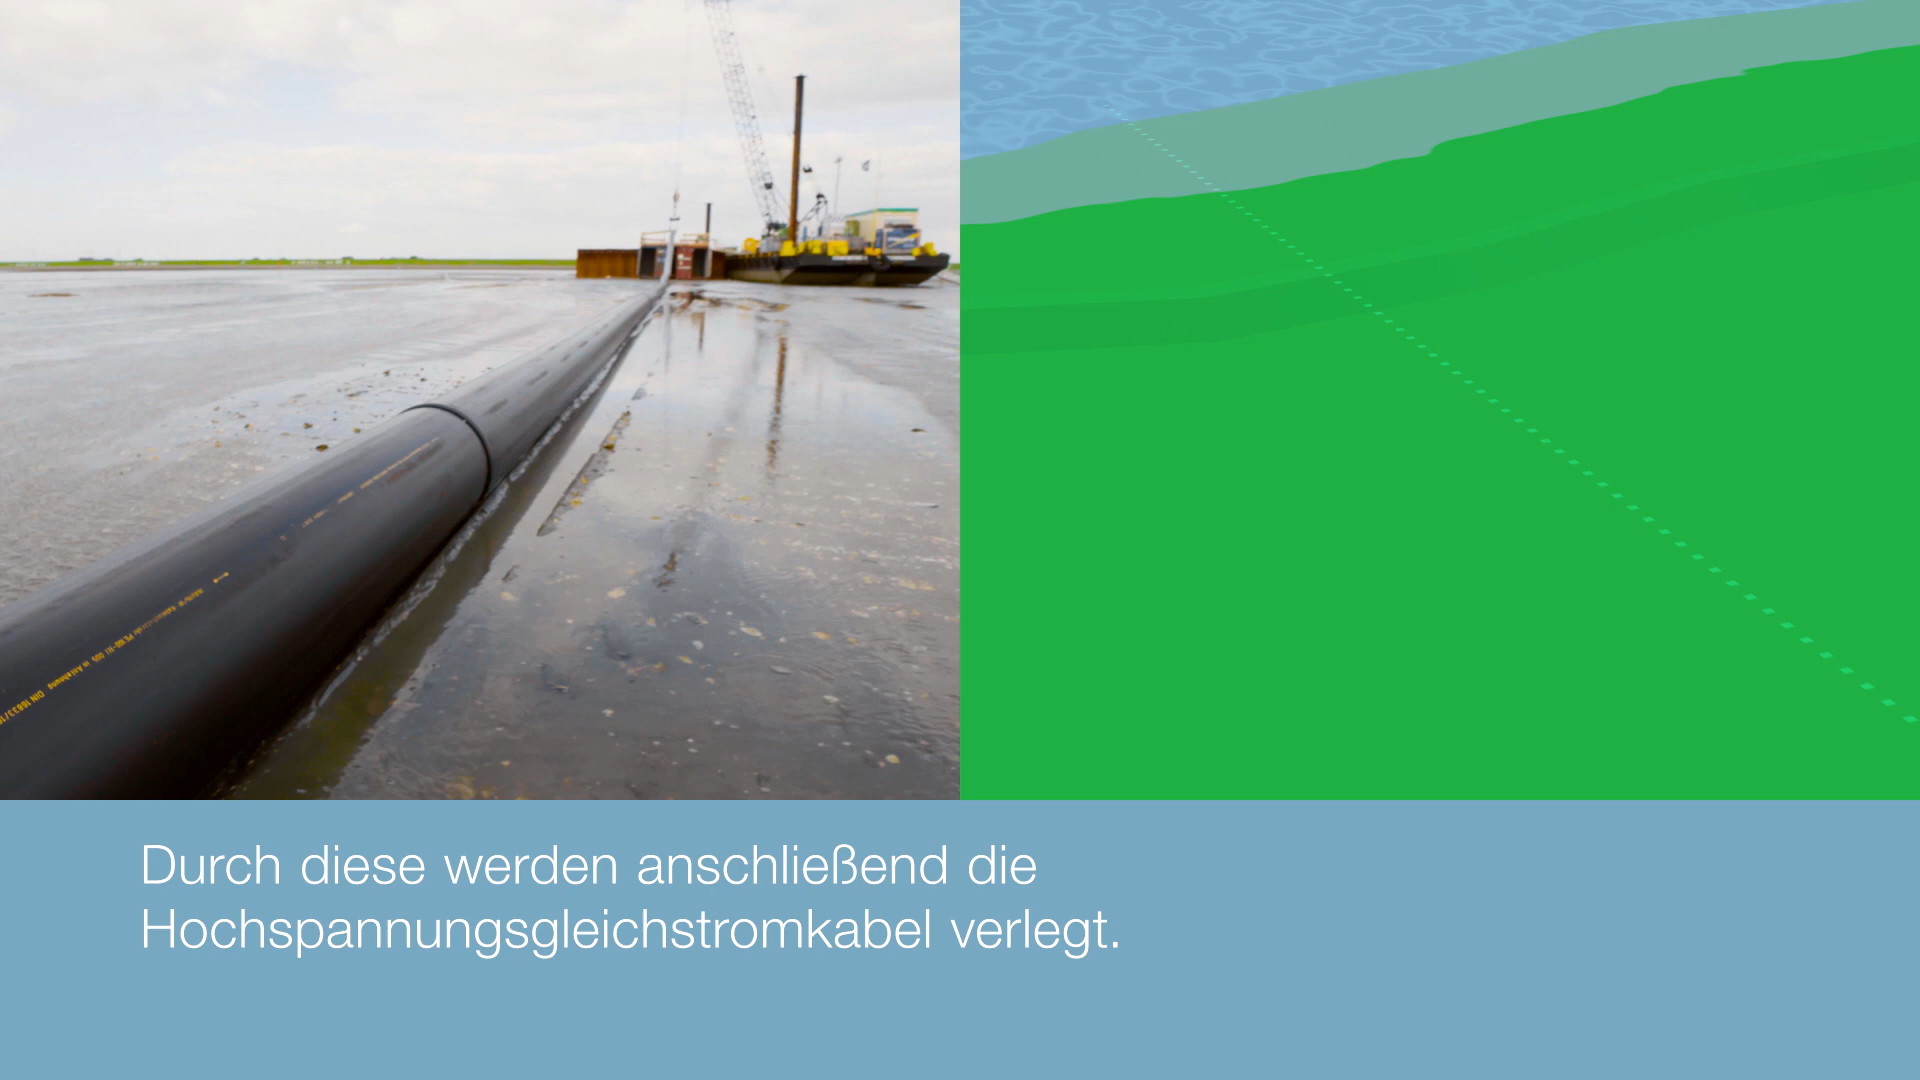 Durch diese werden anschließend die
Hochspannungsgleichstromkabel verlegt.